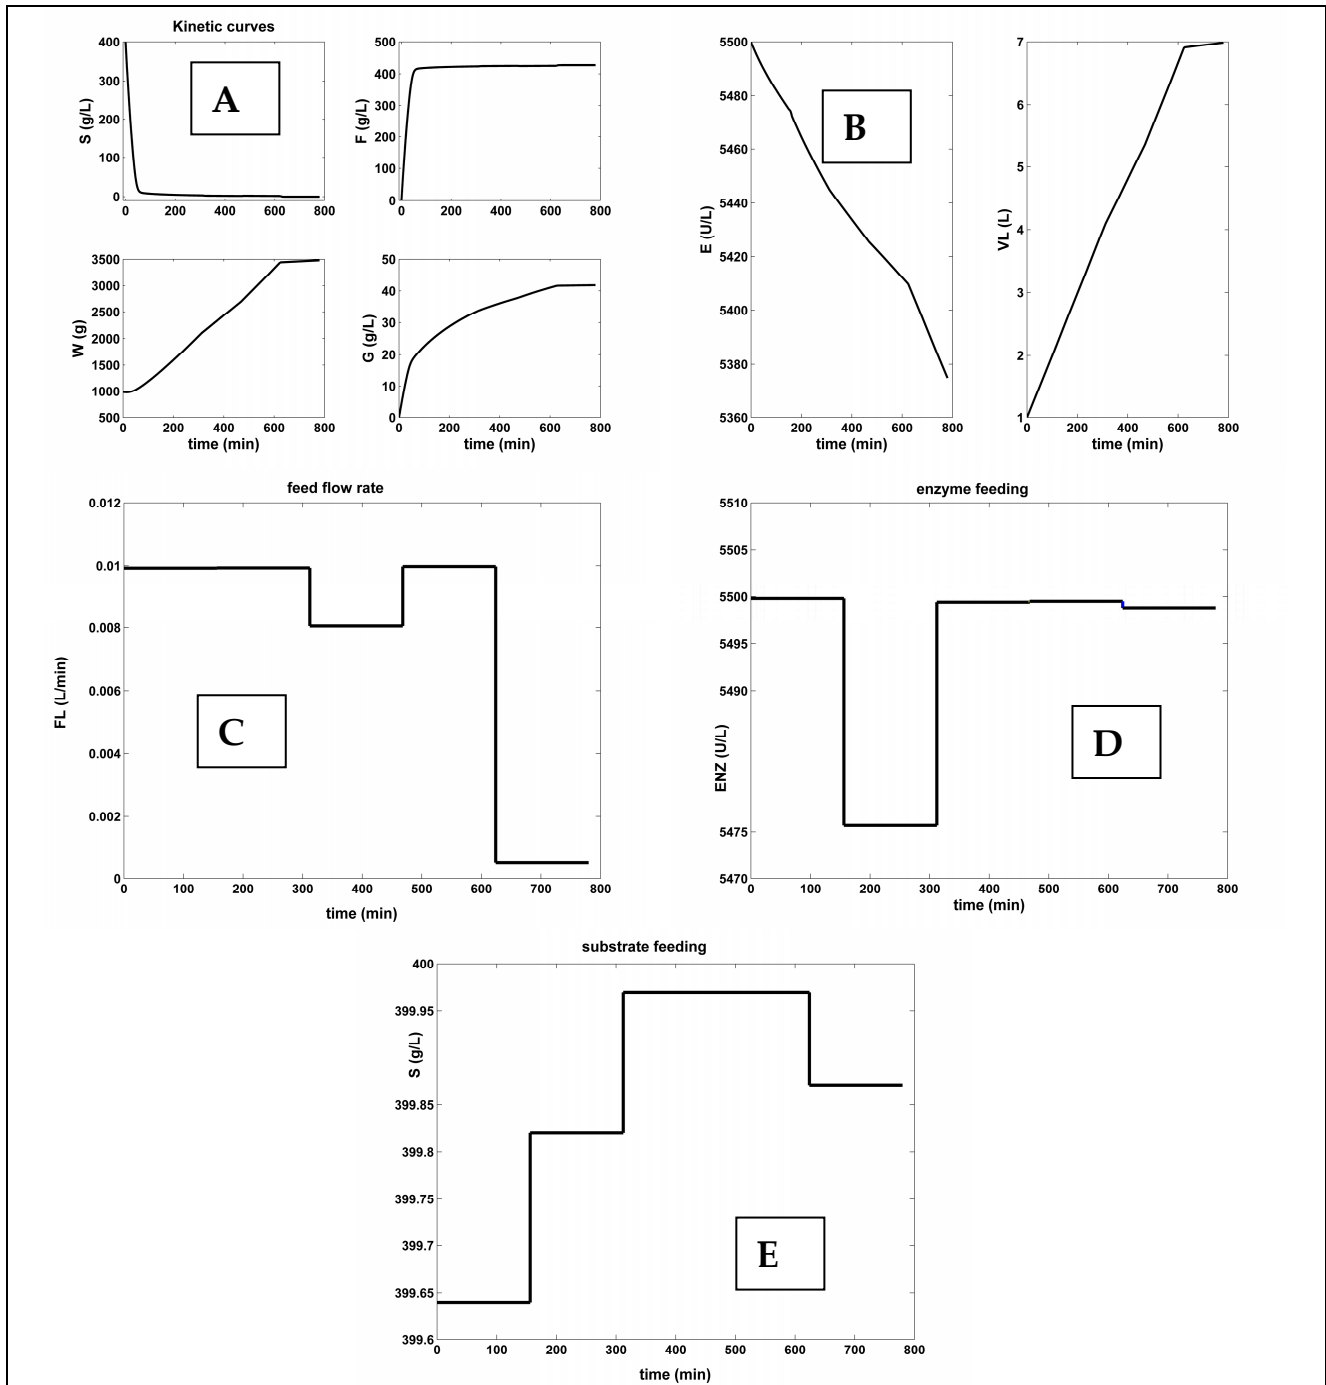 Kinetic curves
400
300
200
100
0
S (g/L)
0 200 400 600 800
A
500
400
300
200
100
0
F (g/L)
0 200 400 600 800
3500
3000
2500
2000
1500
1000
500
W (g)
0 200 400 600 800
time (min)
50
40
30
20
10
0
G (g/L)
0 200 400 600 800
time (min)
5500
5480
5460
5440
5420
5400
5380
5360
E (U/L)
0 200 400 600 800
time (min)
B
7
6
5
4
3
2
1
VL (L)
0 200 400 600 800
time (min)
feed flow rate
0.012
0.01
0.008
0.006
0.004
0.002
0
FL (L/min)
0 100 200 300 400 500 600 700 800
time (min)
C
enzyme feeding
5510
5505
5500
5495
5490
5475
5470
ENZ (U/L)
0 100 200 300 400 500 600 700 800
time (min)
D
substrate feeding
400
399.95
399.85
399.8
399.75
399.7
399.65
399.6
S (g/L)
0 100 200 300 400 500 600 700 800
time (min)
E